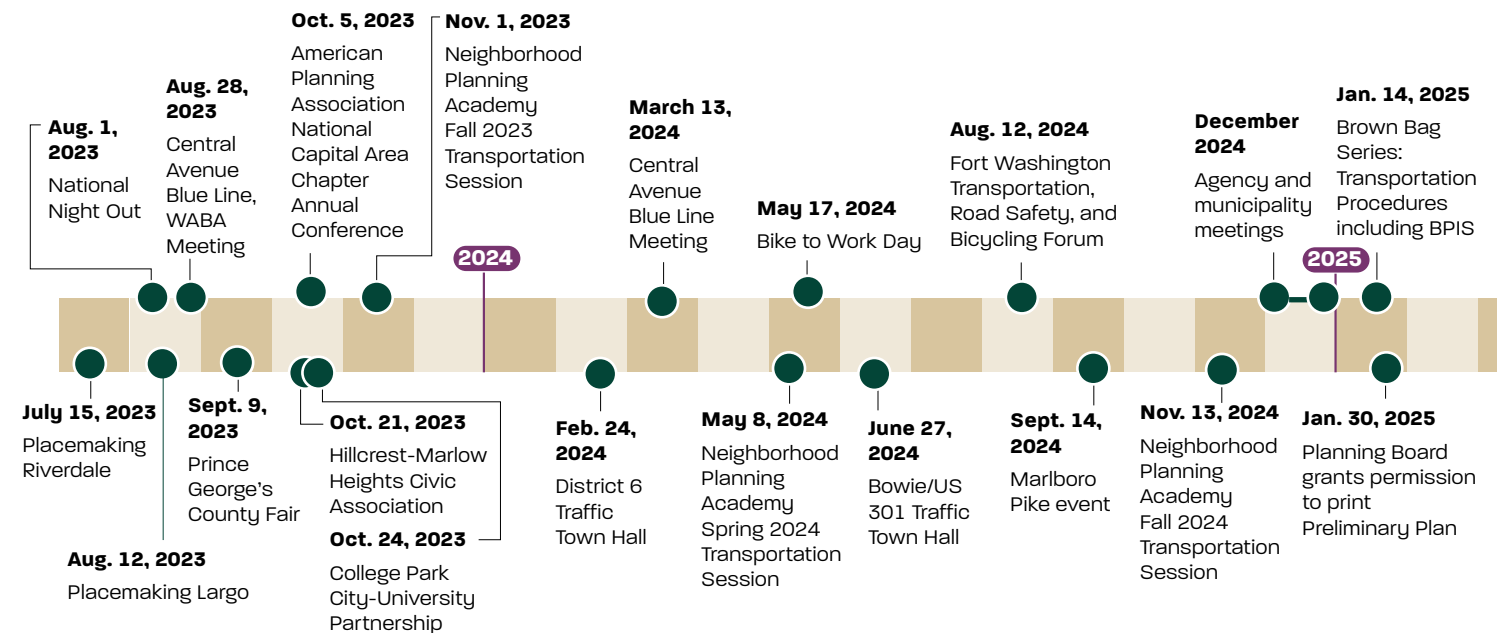 Oct. 5, 2023
American
Planning
Association
National
Capital Area
Chapter
Annual
Conference
Nov. 1, 2023
Neighborhood
Planning
Academy
Fall 2023
Transportation
Session
Aug. 28,
2023
Central
Avenue
Blue Line,
WABA
Meeting
Aug. 1,
2023
National
Night Out
March 13,
2024
Central
Avenue
Blue Line
Meeting
May 17, 2024
Bike to Work Day
Aug. 12, 2024
Fort Washington
Transportation,
Road Safety, and
Bicycling Forum
December
2024
Agency and
municipality
meetings
Jan. 14, 2025
Brown Bag
Series:
Transportation
Procedures
including BPIS
2024
2025
July 15, 2023
Placemaking
Riverdale
Aug. 12, 2023
Placemaking Largo
Sept. 9,
2023
Prince
George's
County Fair
Oct. 21, 2023
Hillcrest-Marlow
Heights Civic
Association
Oct. 24, 2023
College Park
City-University
Partnership
Feb. 24,
2024
District 6
Traffic
Town Hall
May 8, 2024
Neighborhood
Planning
Academy
Spring 2024
Transportation
Session
June 27,
2024
Bowie/US
301 Traffic
Town Hall
Sept. 14,
2024
Marlboro
Pike event
Nov. 13, 2024
Neighborhood
Planning
Academy
Fall 2024
Transportation
Session
Jan. 30, 2025
Planning Board
grants permission
to print
Preliminary Plan